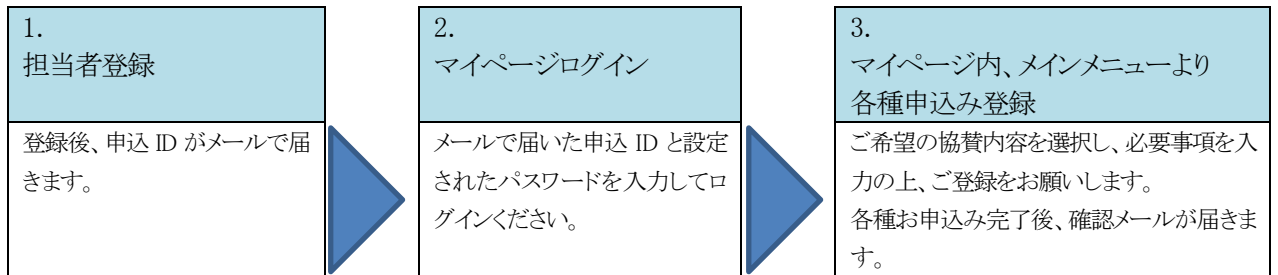 1.
担当者登録
登録後、申込 ID がメールで届
きます。
2.
マイページログイン
メールで届いた申込 ID と設定
されたパスワードを入力してロ
グインください。
3.
マイページ内、メインメニューより
各種申込み登録
ご希望の協賛内容を選択し、必要事項を入
力の上、ご登録をお願いします。
各種お申込み完了後、確認メールが届きま
す。